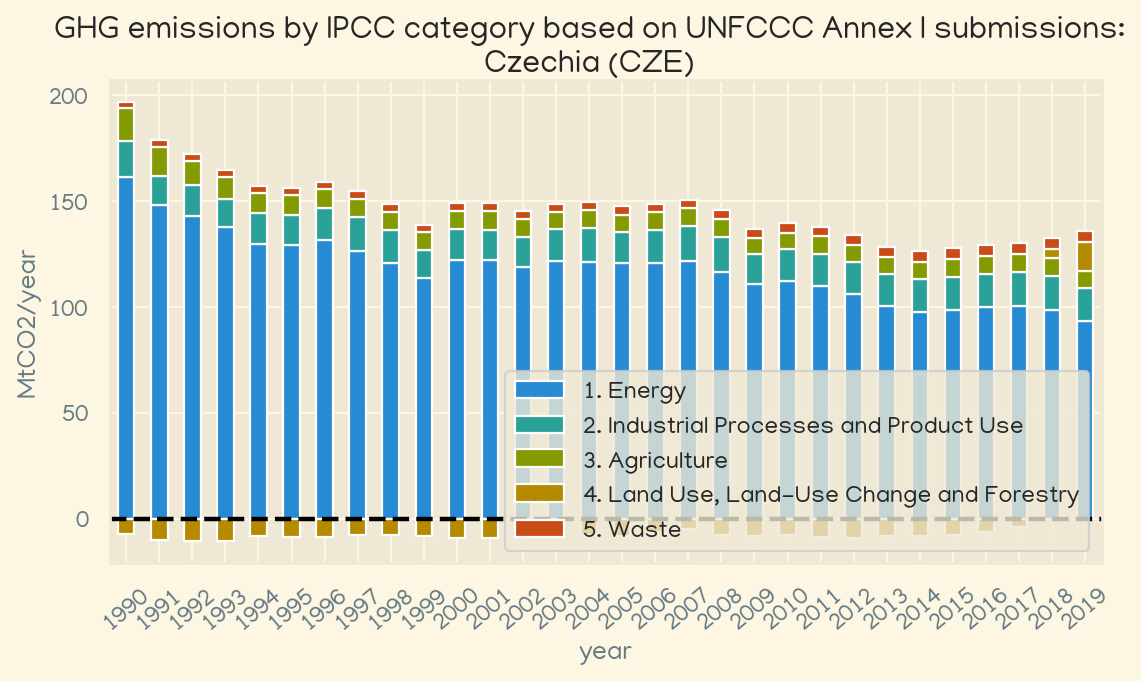 GHG emissions by IPCC category based on UNFCCC Annex I submissions:
Czechia (CZE)
MtCO2/year
200
150
100
50
0
1. Energy
2. Industrial Processes and Product Use
3. Agriculture
4. Land Use, Land-Use Change and Forestry
5. Waste
1990 1991 1992 1993 1994 1995 1996 1997 1998 1999 2000 2001 2002 2003 2004 2005 2006 2007 2008 2009 2010 2011 2012 2013 2014 2015 2016 2017 2018 2019
year